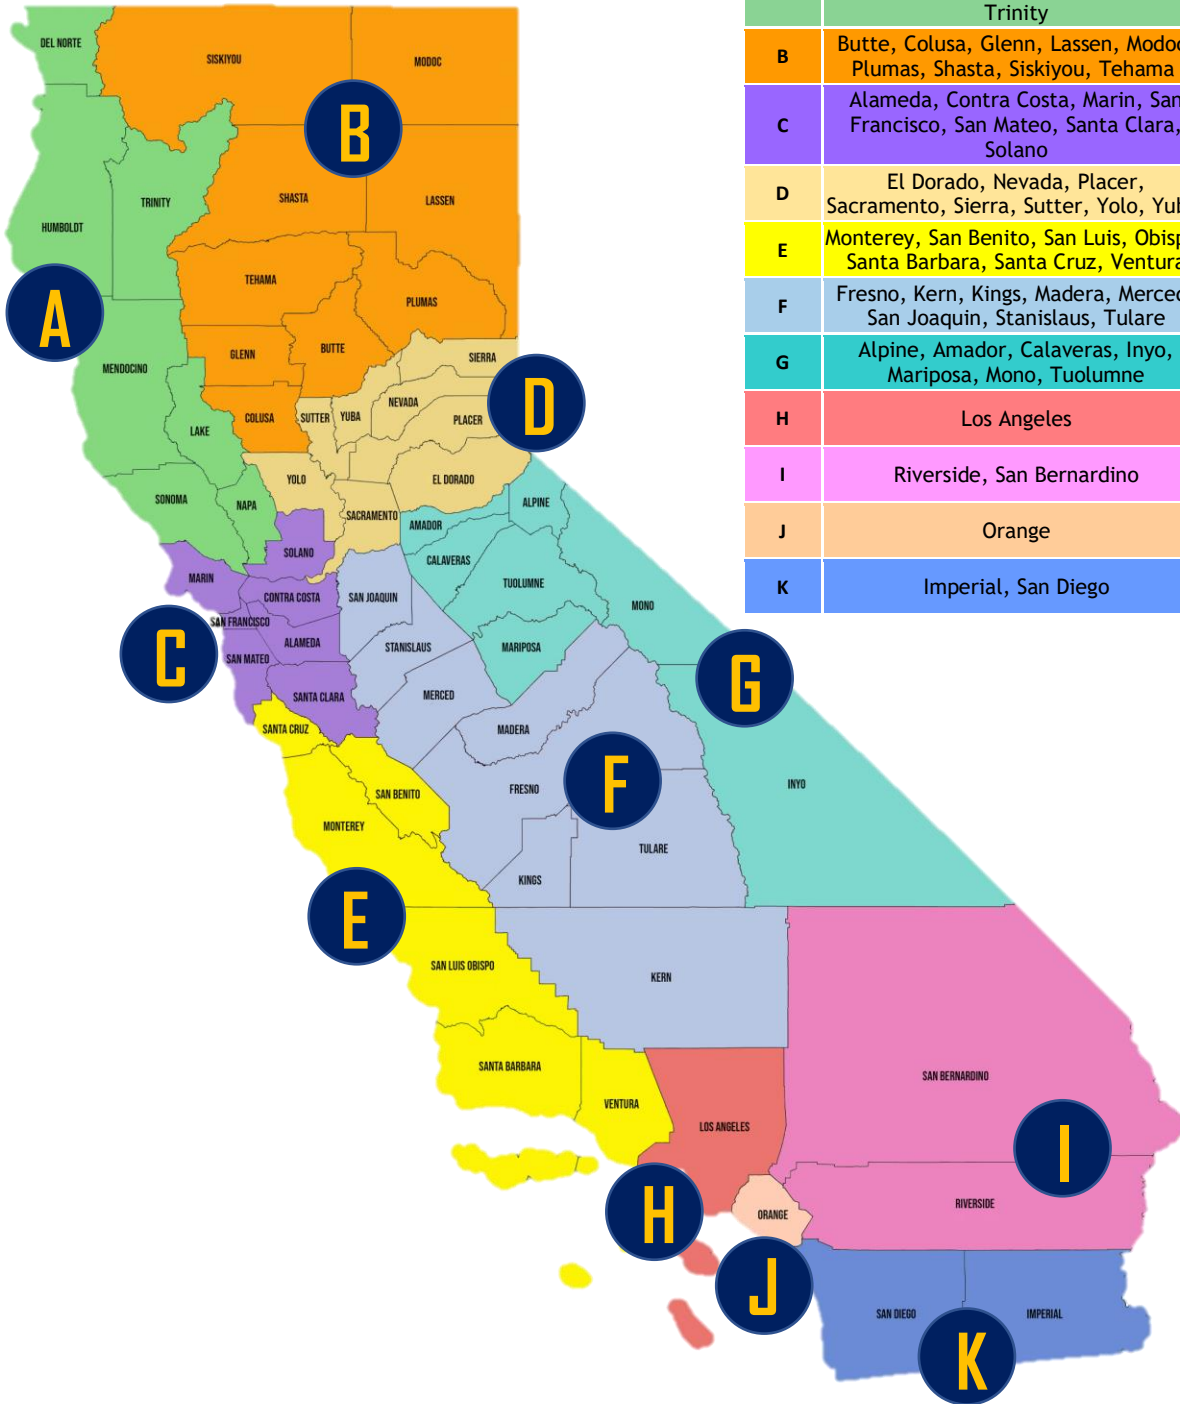 Trinity
B
Butte, Colusa, Glenn, Lassen, Modoc
Plumas, Shasta, Siskiyou, Tehama
C
Alameda, Contra Costa, Marin, San
Francisco, San Mateo, Santa Clara,
Solano
D
El Dorado, Nevada, Placer,
Sacramento, Sierra, Sutter, Yolo, Yub
E
Monterey, San Benito, San Luis, Obisp
Santa Barbara, Santa Cruz, Ventura
F
Fresno, Kern, Kings, Madera, Merced
San Joaquin, Stanislaus, Tulare
G
Alpine, Amador, Calaveras, Inyo,
Mariposa, Mono, Tuolumne
H
Los Angeles
I
Riverside, San Bernardino
J
Orange
K
Imperial, San Diego
DEL NORTE
SISKIYOU
MODOC
B
TRINITY
SHASTA
LASSEN
HUMBOLDT
A
TEHAMA
PLUMAS
MENDOCINO
GLENN
BUTTE
SIERRA
D
NEVADA
COLUSA
SUTTER
YUBA
PLACER
LAKE
YOLO
EL DORADO
SONOMA
NAPA
SACRAMENTO
ALPINE
AMADOR
SOLANO
CALAVERAS
MARIN
TUOLUMNE
CONTRA COSTA
SAN JOAQUIN
MONO
SAN FRANCISCO
ALAMEDA
STANISLAUS
MARIPOSA
C
SAN MATEO
G
SANTA CLARA
MERCED
SANTA CRUZ
MADERA
F
SAN BENITO
FRESNO
INYO
MONTEREY
TULARE
KINGS
E
SAN LUIS OBISPO
KERN
SANTA BARBARA
SAN BERNARDINO
VENTURA
LOS ANGELES
I
H
ORANGE
RIVERSIDE
J
SAN DIEGO
IMPERIAL
K